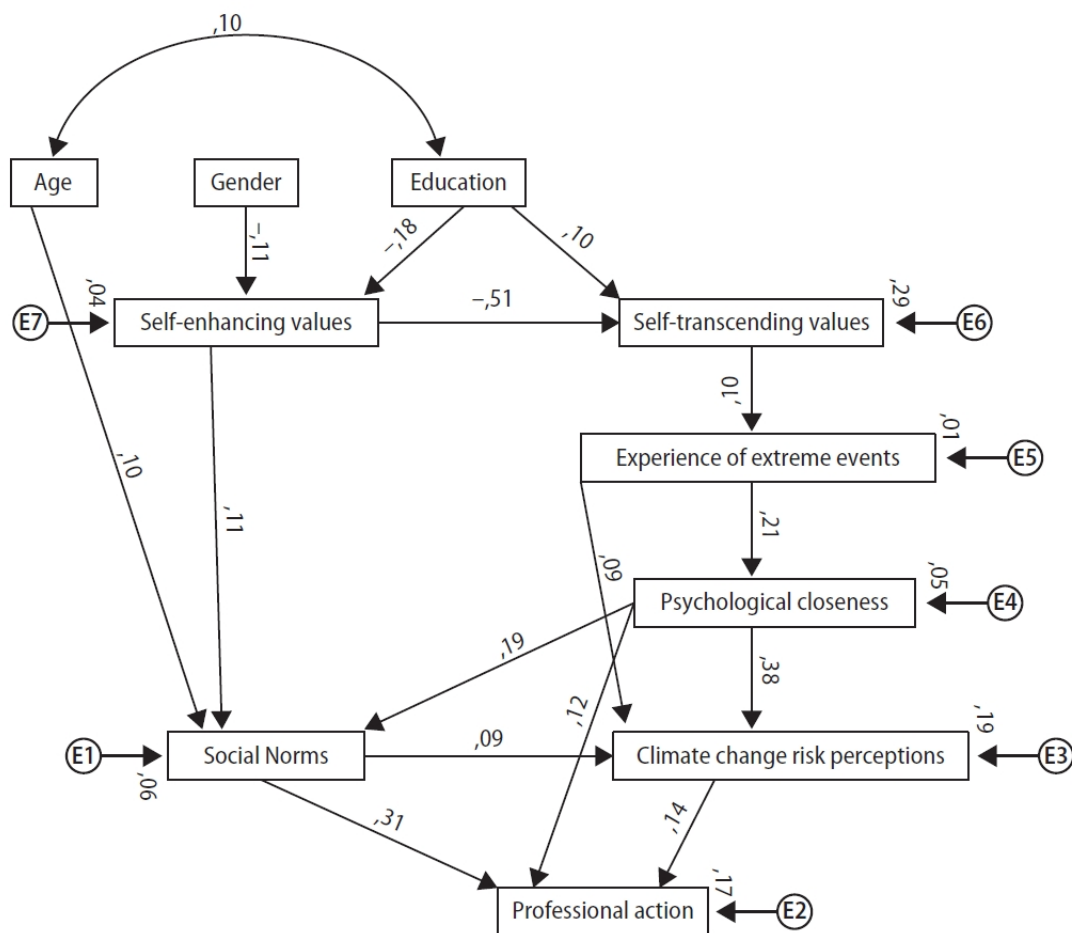 ,10
Age
Gender
Education
–,11
–,18
,10
E7
,04
Self-enhancing values
–,51
Self-transcending values
,29
E6
,10
Experience of extreme events
,01
E5
,10
,11
,21
,09
Psychological closeness
,05
E4
,19
,12
,38
E1
,06
Social Norms
,09
Climate change risk perceptions
,19
E3
,31
,14
Professional action
,17
E2